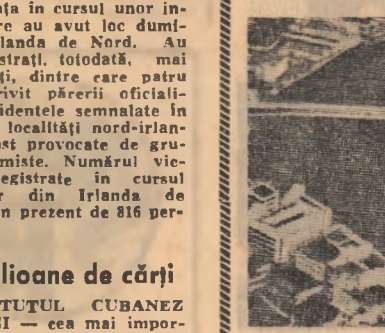 ța în cursul unor in-
re au avut loc dumi-
landa de Nord. Au
strați, totodată, mai
ți, dintre care patru
rivit părerii oficiali-
identele semnalate în
localități nord-irlan-
st provocate de gru-
miste. Numărul vic-
egistrate în cursul
r din Irlanda de
n prezent de 816 per-
lioane de cărți
TUTUL CUBANEZ
I — cea mai impor-